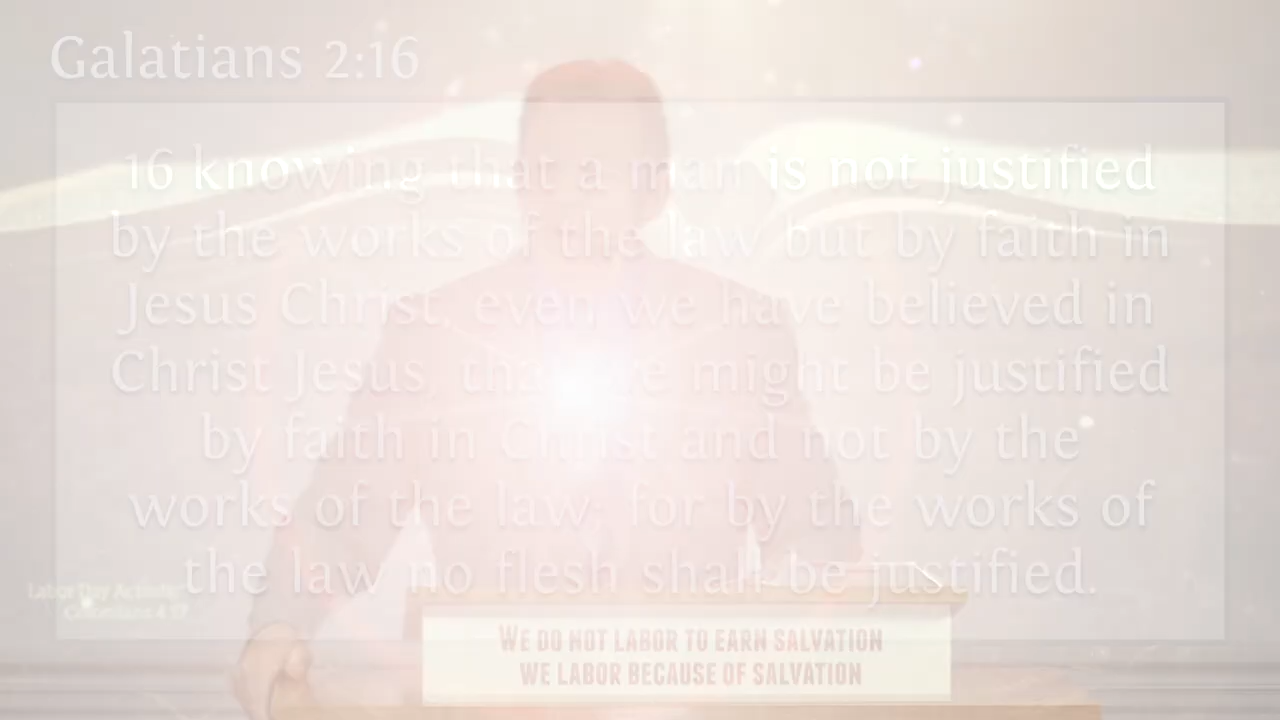 Galatians 2:16
16 knowing that a man is not justified
by the works of the law but by faith in
Jesus Christ, even we have believed in
Christ Jesus, that we might be justified
by faith in Christ and not by the
works of the law; for by the works of
the law no flesh shall be justified.
Labor Day Activity
WE DO NOT LABOR TO EARN SALVATION
WE LABOR BECAUSE OF SALVATION